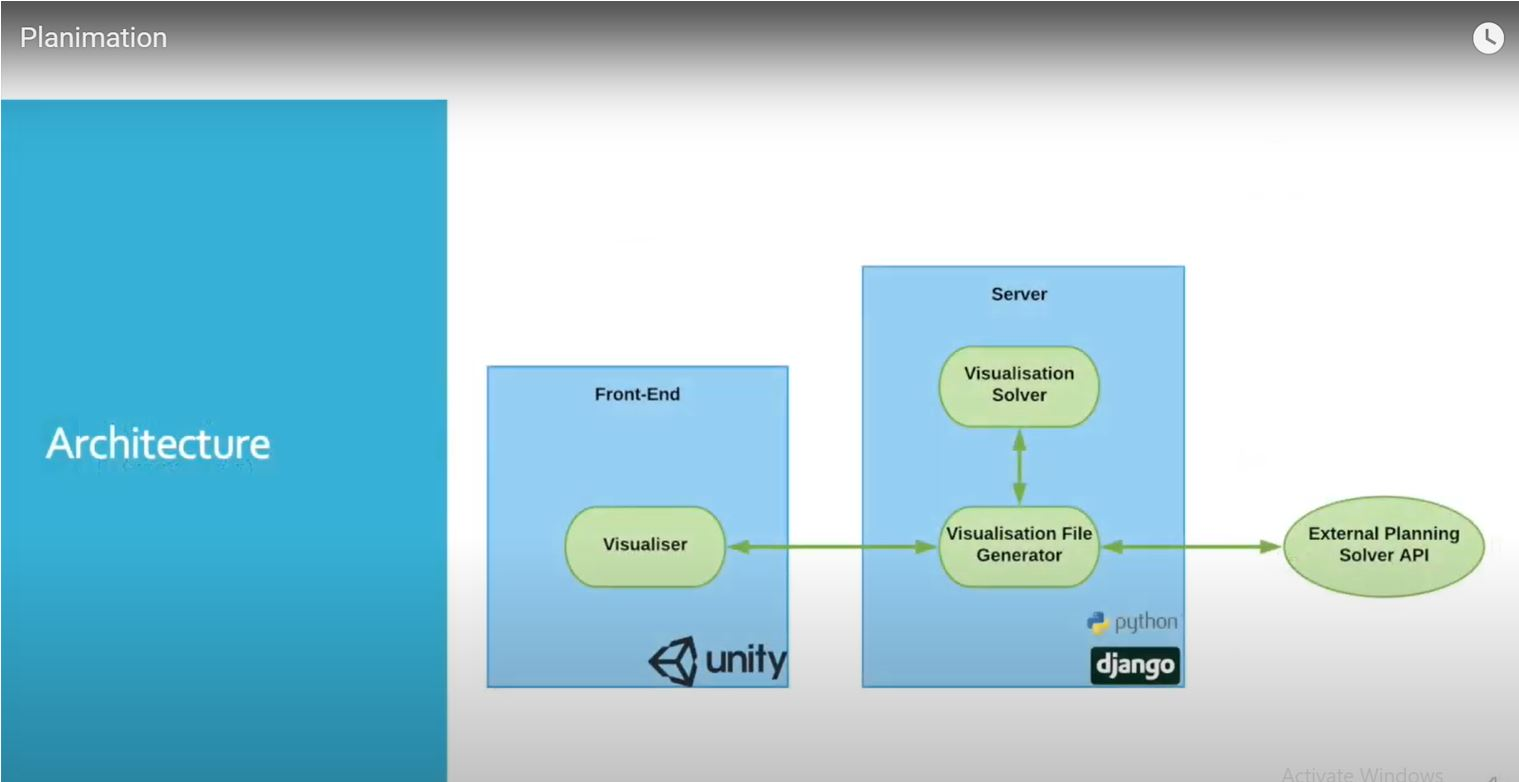 Planimation
Architecture
Front-End
Visualiser
unity
Server
Visualisation
Solver
Visualisation File
Generator
python
django
External Planning
Solver API
Activate Windows